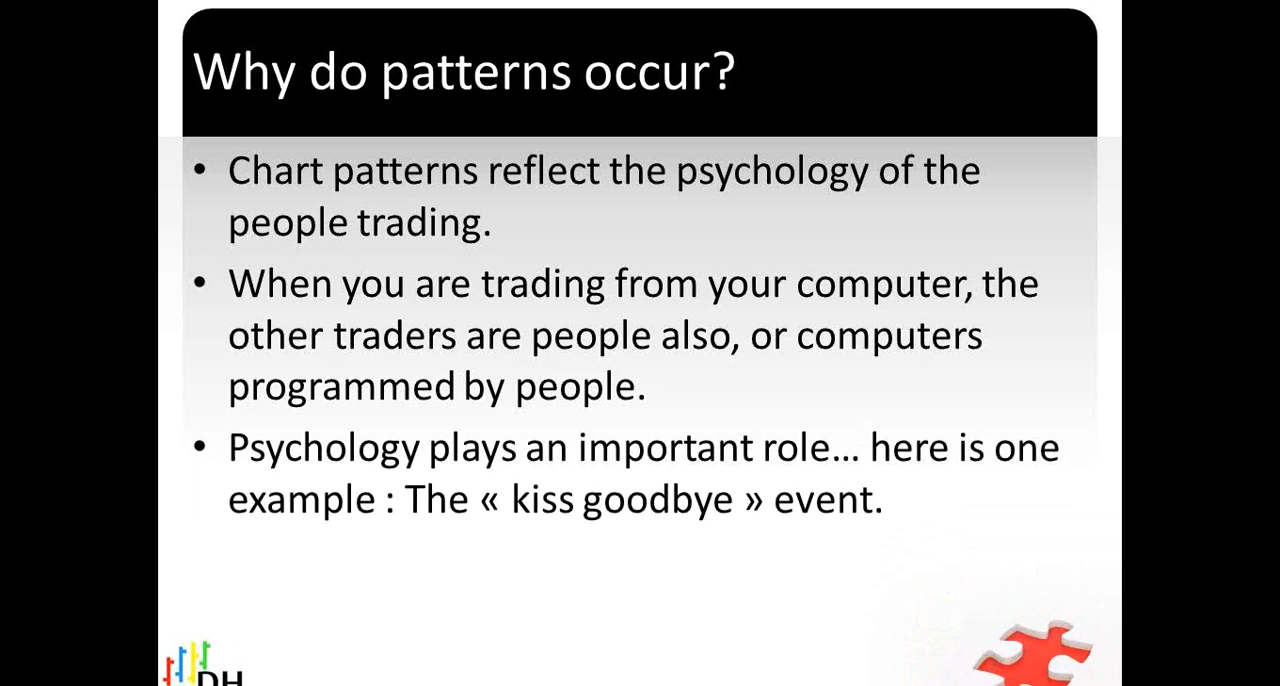 Why do patterns occur?
• Chart patterns reflect the psychology of the
people trading.
• When you are trading from your computer, the
other traders are people also, or computers
programmed by people.
• Psychology plays an important role... here is one
example : The « kiss goodbye » event.
DH